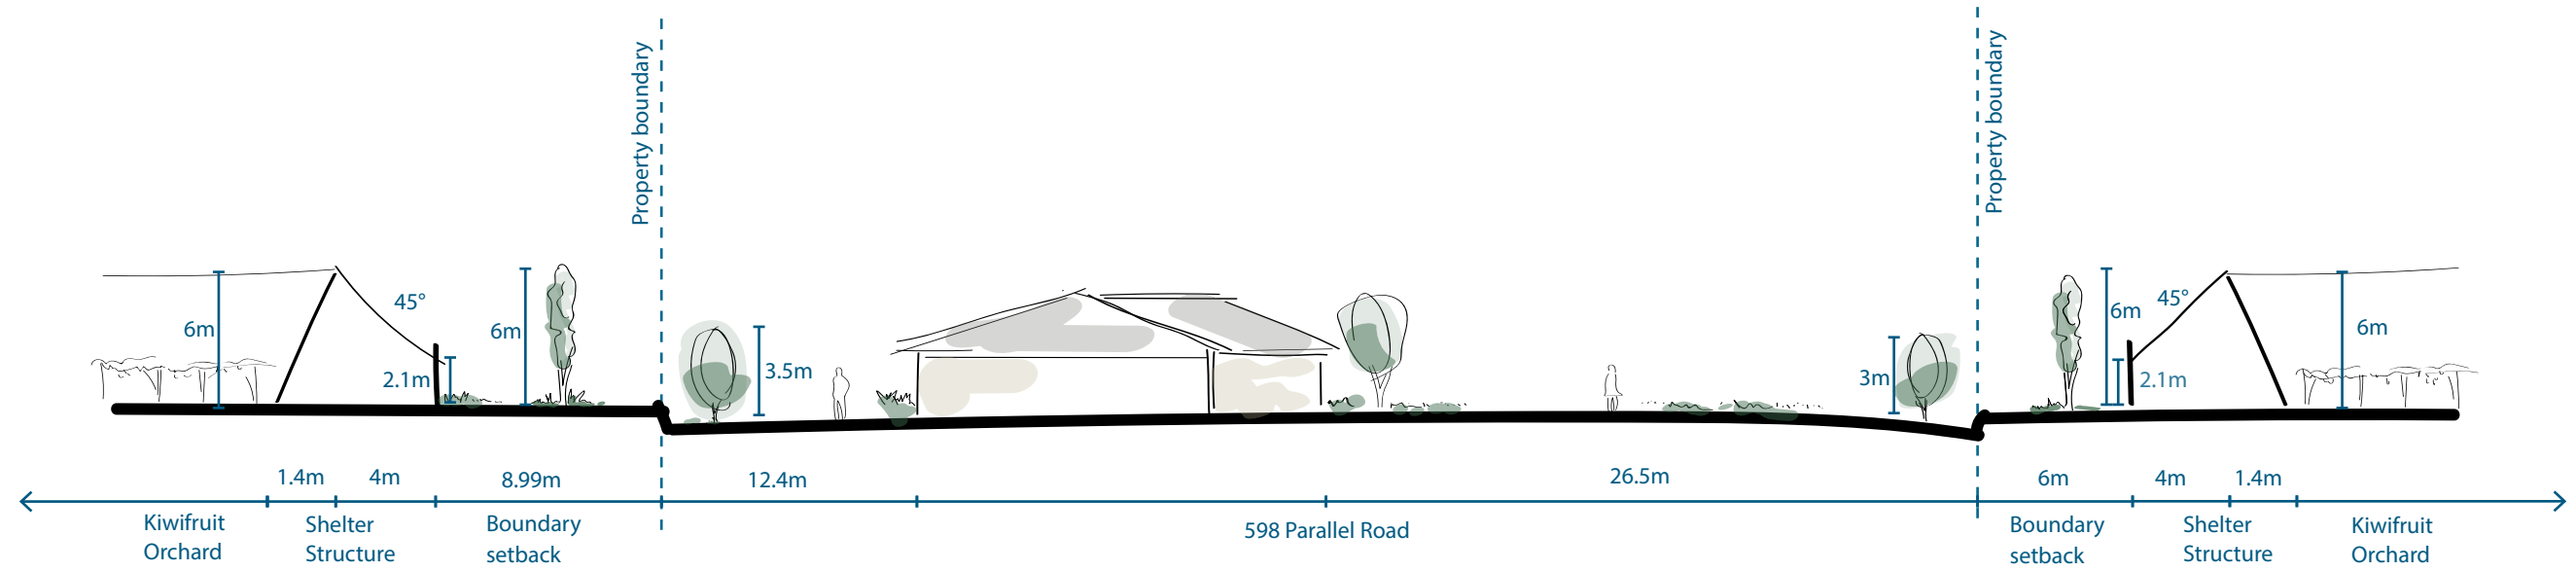 Property boundary
Property boundary
45°
6m
6m
2.1m
3.5m
3m
6m
45°
2.1m
6m
1.4m
4m
8.99m
12.4m
26.5m
6m
4m
1.4m
Kiwifruit
Orchard
Shelter
Structure
Boundary
setback
598 Parallel Road
Boundary
setback
Shelter
Structure
Kiwifruit
Orchard